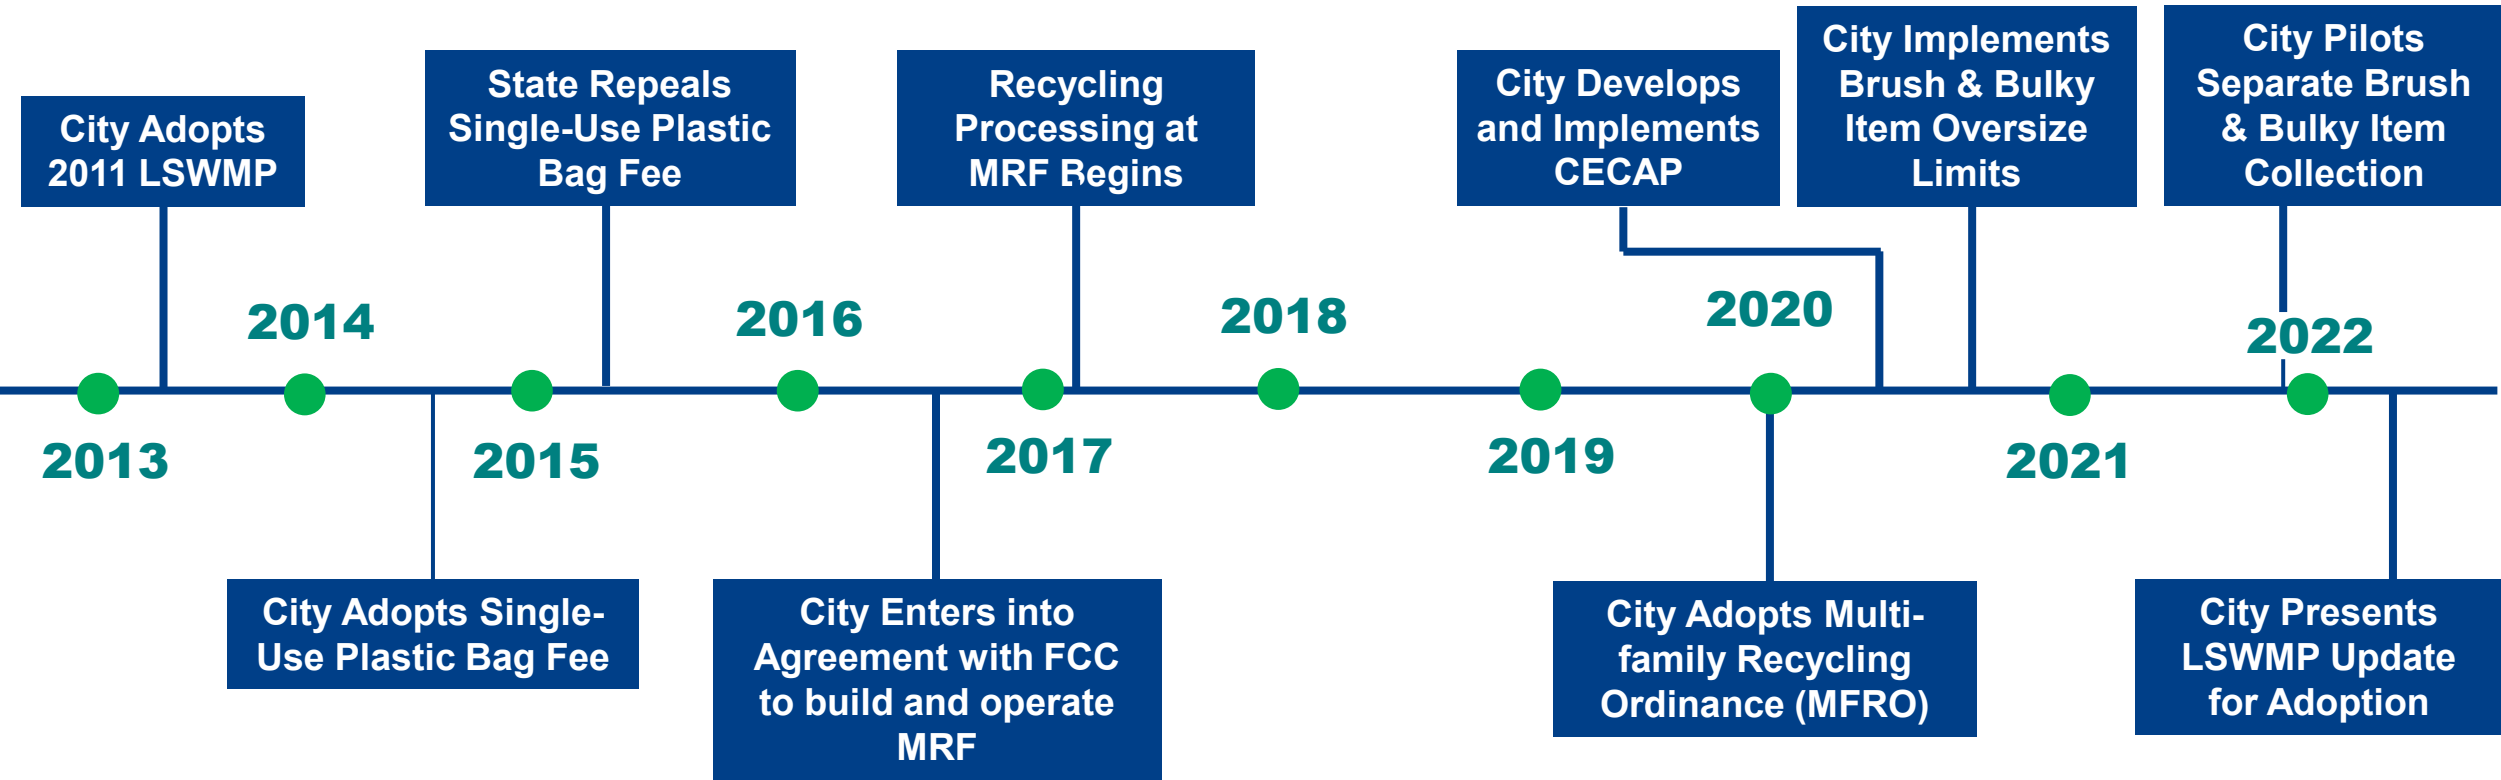 City Adopts
2011 LSWMP
State Repeals
Single-Use Plastic
Bag Fee
Recycling
Processing at
MRF Begins
City Develops
and Implements
CECAP
City Implements
Brush & Bulky
Item Oversize
Limits
City Pilots
Separate Brush
& Bulky Item
Collection
2013
2014
2015
2016
2017
2018
2019
2020
2021
2022
City Adopts Single-
Use Plastic Bag Fee
City Enters into
Agreement with FCC
to build and operate
MRF
City Adopts Multi-
family Recycling
Ordinance (MFRO)
City Presents
LSWMP Update
for Adoption